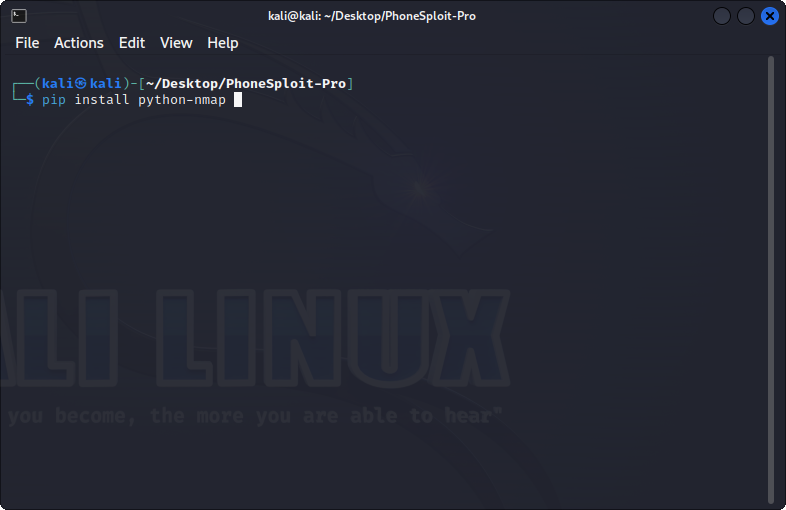 kali@kali: ~/Desktop/PhoneSploit-Pro
File Actions Edit View Help
┌──(kali㉿kali)-[~/Desktop/PhoneSploit-Pro]
└─$ pip install python-nmap
ALI LINUX
you become, the more you are able to hear"